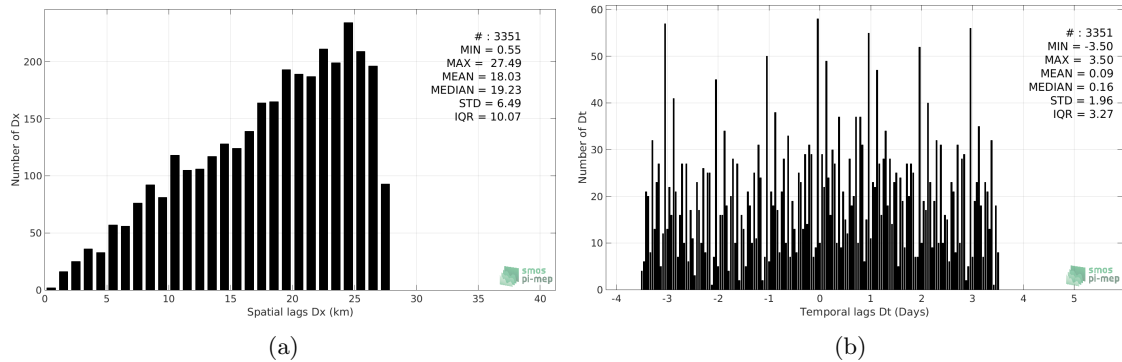 # : 3351
MIN = 0.55
MAX = 27.49
MEAN = 18.03
MEDIAN = 19.23
STD = 6.49
IQR = 10.07
Number of Dx
200
150
100
50
0
0 5 10 15 20 25 30 35 40
Spatial lags Dx (km)
smos
pi-mep
(a)
# : 3351
MIN = -3.50
MAX = 3.50
MEAN = 0.09
MEDIAN = 0.16
STD = 1.96
IQR = 3.27
Number of Dt
60
50
40
30
20
10
0
-4 -3 -2 -1 0 1 2 3 4 5
Temporal lags Dt (Days)
smos
pi-mep
(b)